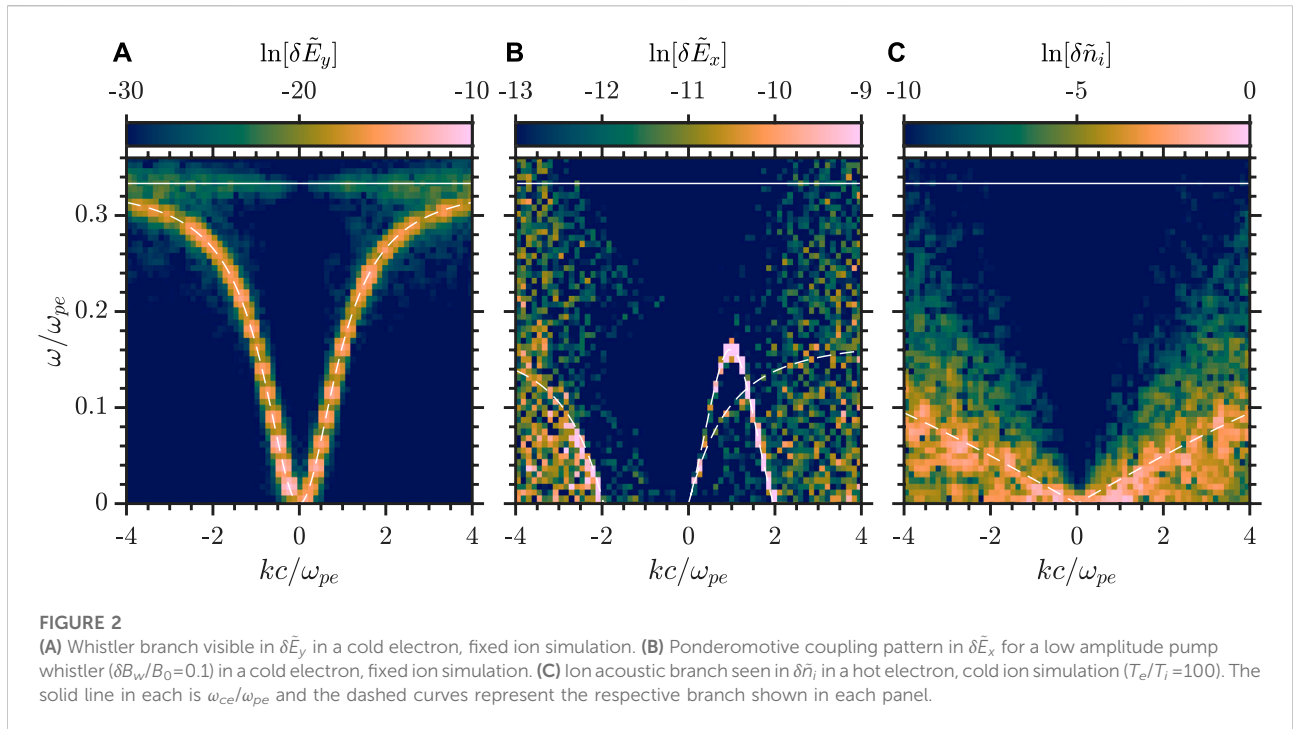 A ln[δẼ_y] B ln[δẼ_x] C ln[δñ_i]
-30 -20 -10 -13 -12 -11 -10 -9 -10 -5 0
ω/ω_pe
0.3
0.2
0.1
0
-4 -2 0 2 4 -4 -2 0 2 4 -4 -2 0 2 4
kc/ω_pe kc/ω_pe kc/ω_pe
FIGURE 2
(A) Whistler branch visible in δẼ_y in a cold electron, fixed ion simulation. (B) Ponderomotive coupling pattern in δẼ_x for a low amplitude pump
whistler (δB_w/B_0=0.1) in a cold electron, fixed ion simulation. (C) Ion acoustic branch seen in δñ_i in a hot electron, cold ion simulation (T_e/T_i =100). The
solid line in each is ω_ce/ω_pe and the dashed curves represent the respective branch shown in each panel.